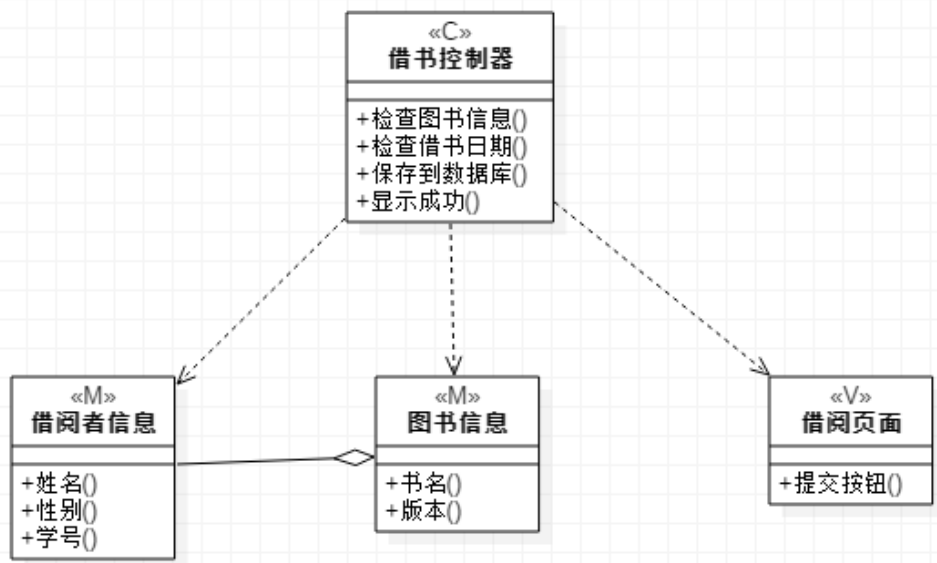 «C»
借书控制器
+检查图书信息()
+检查借书日期()
+保存到数据库()
+显示成功()
«M»
借阅者信息
+姓名()
+性别()
+学号()
«M»
图书信息
+书名()
+版本()
«V»
借阅页面
+提交按钮()